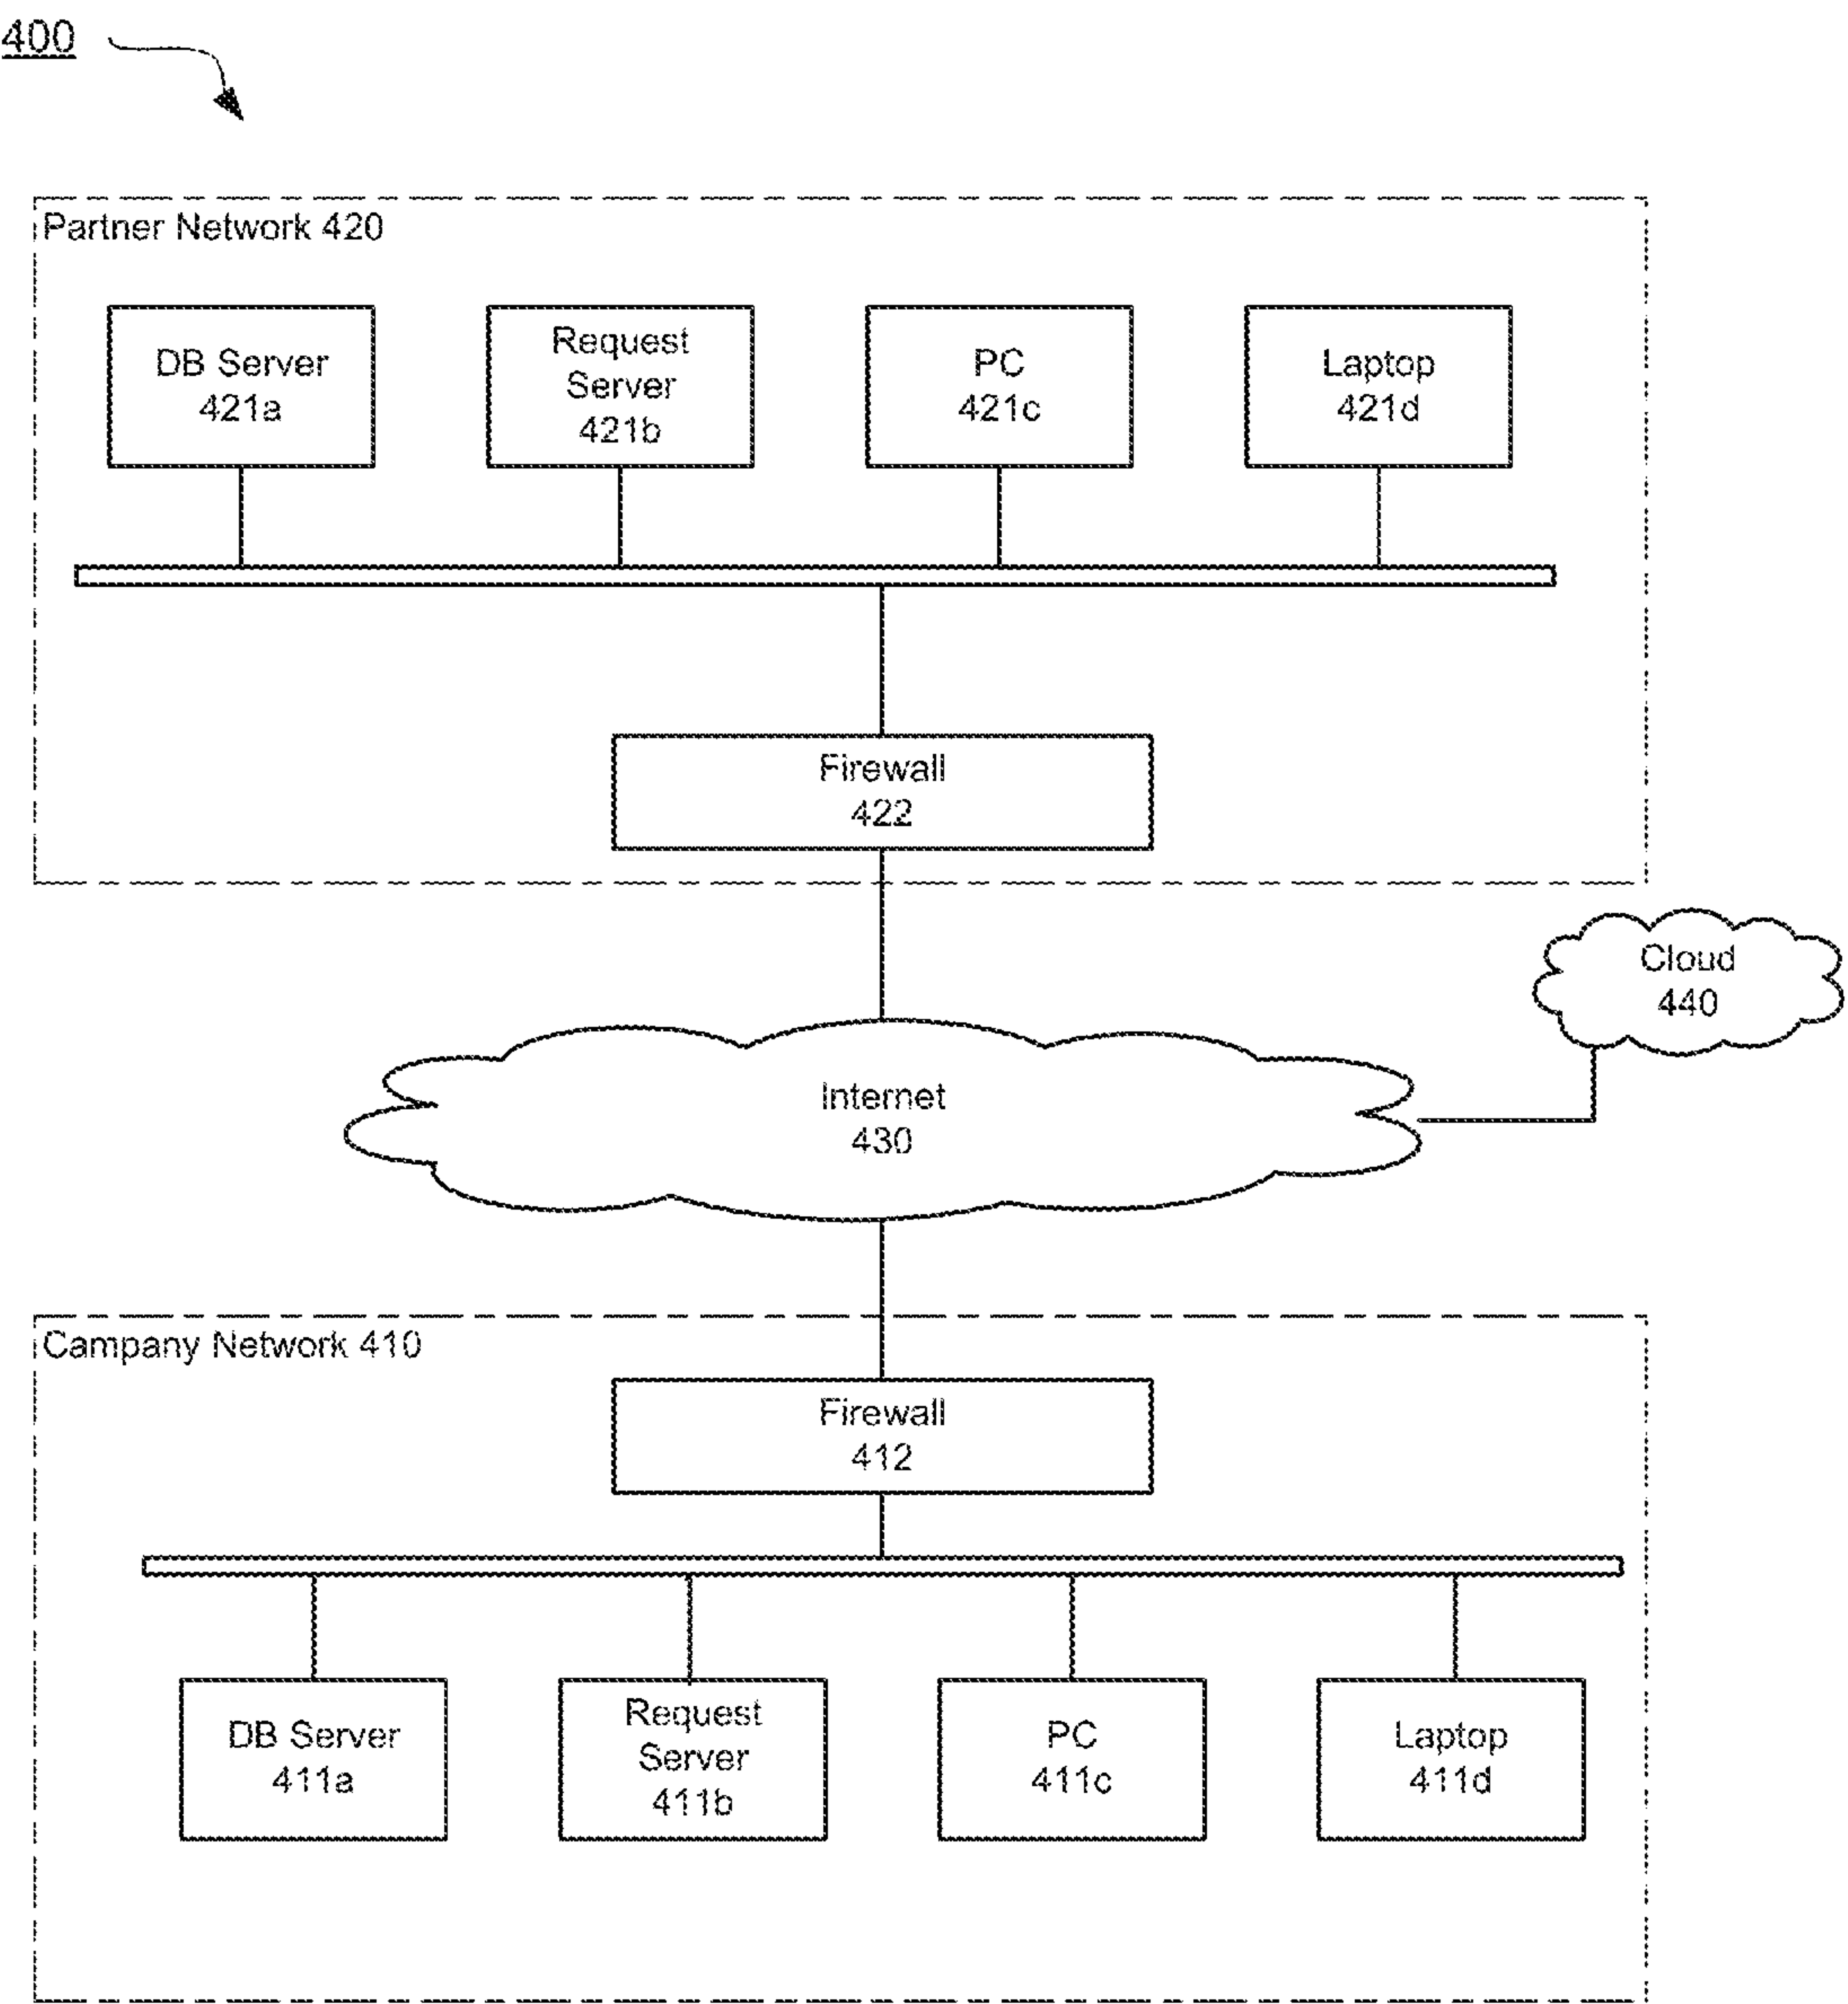 400
Partner Network 420
DB Server
421a
Request
Server
421b
PC
421c
Laptop
421d
Firewall
422
Cloud
440
Internet
430
Campany Network 410
Firewall
412
DB Server
411a
Request
Server
411b
PC
411c
Laptop
411d